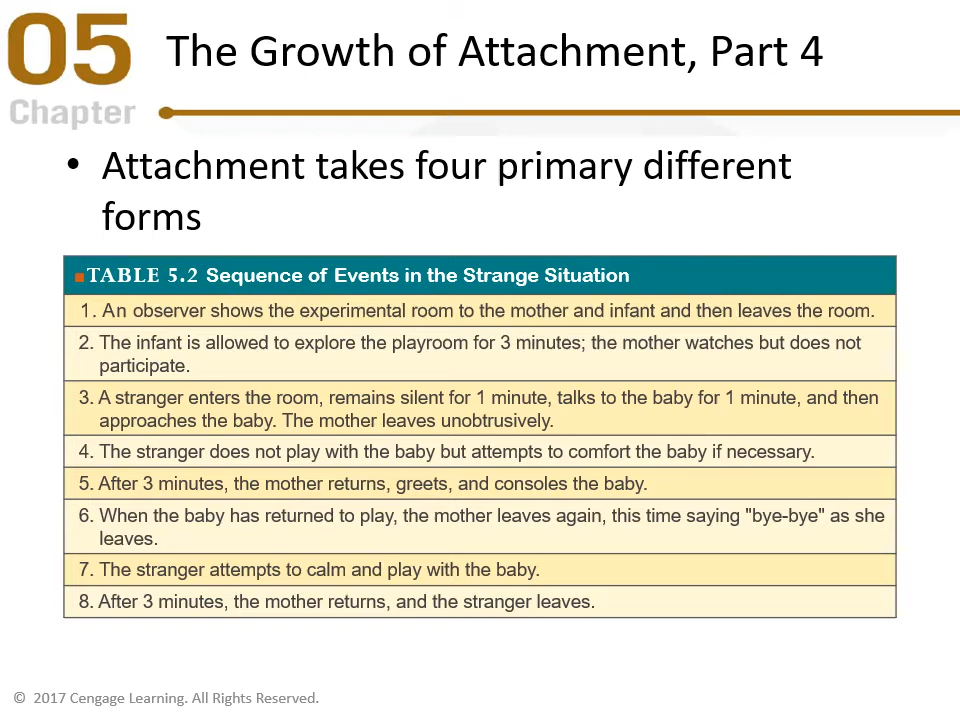 05
Chapter
The Growth of Attachment, Part 4
• Attachment takes four primary different
forms
TABLE 5.2 Sequence of Events in the Strange Situation
1. An observer shows the experimental room to the mother and infant and then leaves the room.
2. The infant is allowed to explore the playroom for 3 minutes; the mother watches but does not
participate.
3. A stranger enters the room, remains silent for 1 minute, talks to the baby for 1 minute, and then
approaches the baby. The mother leaves unobtrusively.
4. The stranger does not play with the baby but attempts to comfort the baby if necessary.
5. After 3 minutes, the mother returns, greets, and consoles the baby.
6. When the baby has returned to play, the mother leaves again, this time saying "bye-bye" as she
leaves.
7. The stranger attempts to calm and play with the baby.
8. After 3 minutes, the mother returns, and the stranger leaves.
© 2017 Cengage Learning. All Rights Reserved.